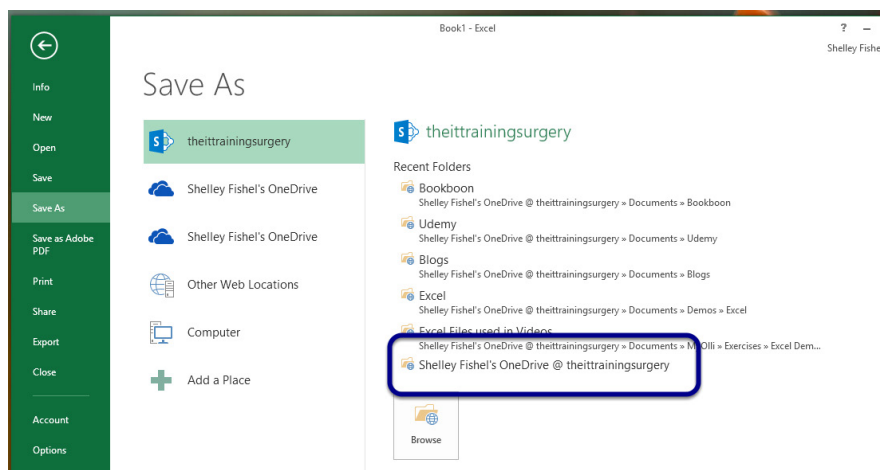 Book1 - Excel
?
Shelley Fishe
Info
New
Open
Save
Save As
Save as Adobe
PDF
Print
Share
Export
Close
Account
Options
Save As
theittrainingsurgery
Shelley Fishel's OneDrive
Shelley Fishel's OneDrive
Other Web Locations
Computer
Add a Place
theittrainingsurgery
Recent Folders
Bookboon
Shelley Fishel's OneDrive @ theittrainingsurgery » Documents » Bookboon
Udemy
Shelley Fishel's OneDrive @ theittrainingsurgery » Documents » Udemy
Blogs
Shelley Fishel's OneDrive @ theittrainingsurgery » Documents » Blogs
Excel
Shelley Fishel's OneDrive @ theittrainingsurgery » Documents » Demos » Excel
Excel Files used in Videos
Shelley Fishel's OneDrive @ theittrainingsurgery » Documents » » Exercises » Excel Dem...
Shelley Fishel's OneDrive @ theittrainingsurgery
Browse